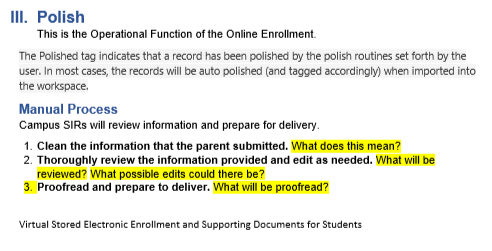 III. Polish
This is the Operational Function of the Online Enrollment.
The Polished tag indicates that a record has been polished by the polish routines set forth by the
user. In most cases, the records will be auto polished (and tagged accordingly) when imported into
the workspace.
Manual Process
Campus SIRs will review information and prepare for delivery.
1. Clean the information that the parent submitted. What does this mean?
2. Thoroughly review the information provided and edit as needed. What will be
reviewed? What possible edits could there be?
3. Proofread and prepare to deliver. What will be proofread?
Virtual Stored Electronic Enrollment and Supporting Documents for Students